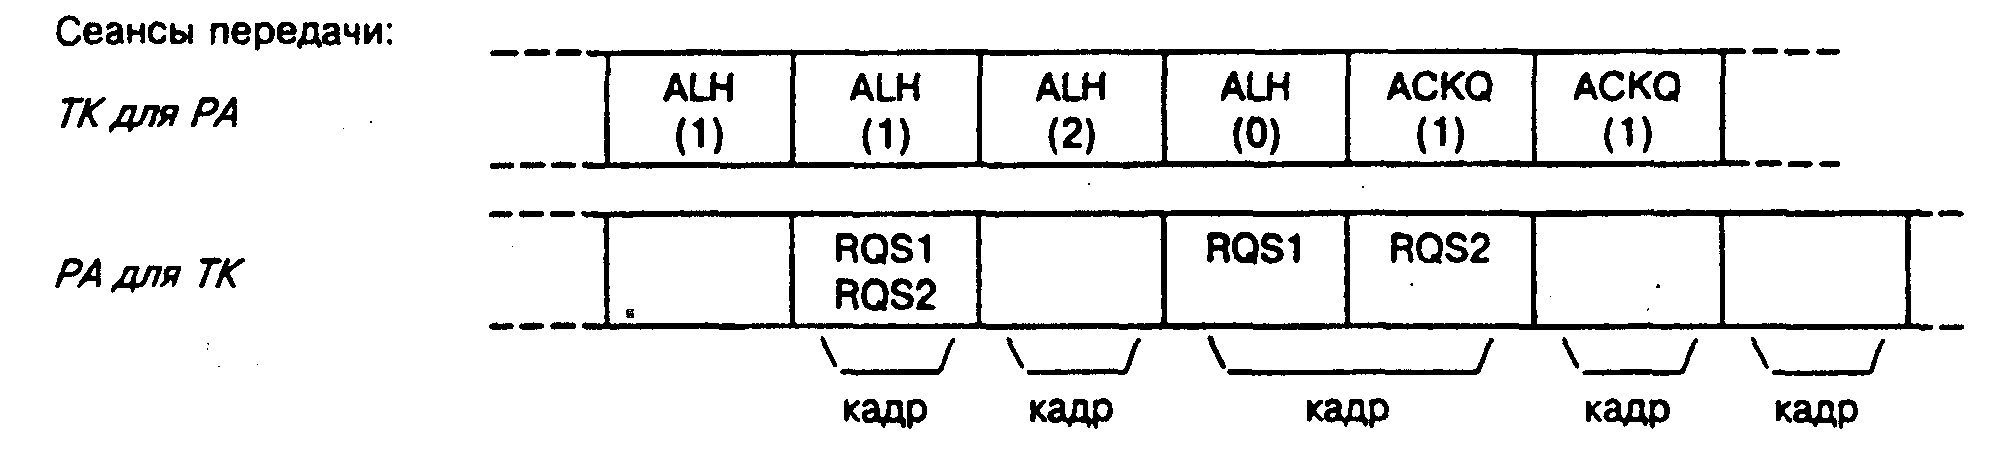 Сеансы передачи:
ТК для РА
ALH ALH ALH ALH ACKQ ACKQ
(1) (1) (2) (0) (1) (1)
РА для ТК
RQS1 RQS1 RQS2
RQS2
кадр кадр кадр кадр кадр